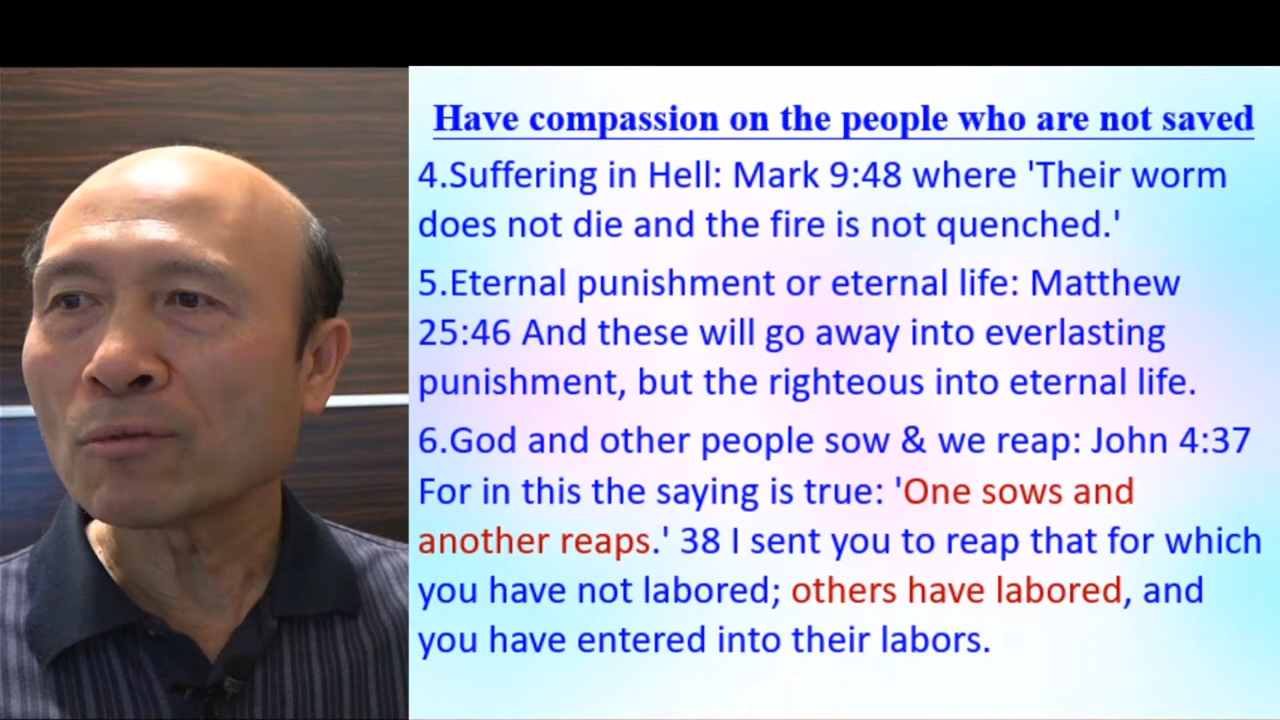 Have compassion on the people who are not saved
4.Suffering in Hell: Mark 9:48 where 'Their worm
does not die and the fire is not quenched.'
5.Eternal punishment or eternal life: Matthew
25:46 And these will go away into everlasting
punishment, but the righteous into eternal life.
6.God and other people sow & we reap: John 4:37
For in this the saying is true: 'One sows and
another reaps.' 38 I sent you to reap that for which
you have not labored; others have labored, and
you have entered into their labors.